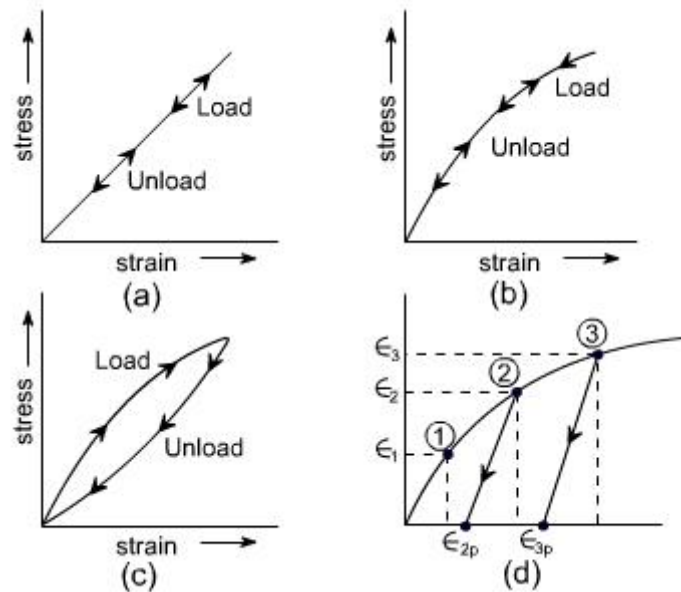 stress
Load
Unload
strain
(a)
stress
Load
Unload
strain
(b)
stress
Load
Unload
strain
(c)
∈3
∈2
∈1
1
2
3
∈2p
∈3p
(d)